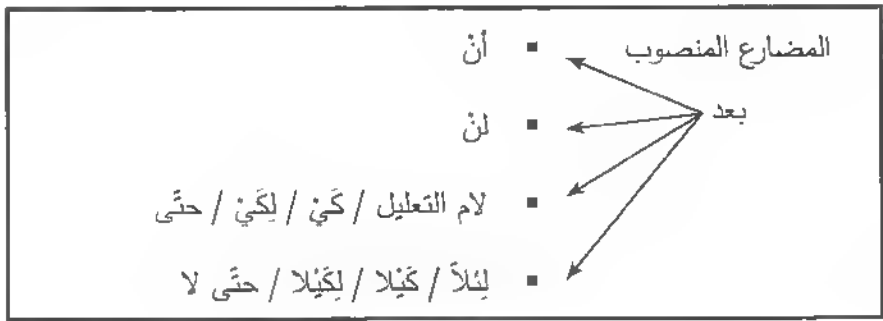 المضارع المنصوب ▪ أنْ
بعد
▪ لنْ
▪ لام التعليل / كَيْ / لِكَيْ / حتَّى
▪ لِئلاَّ / كَيْلا / لِكَيْلا / حتَّى لا